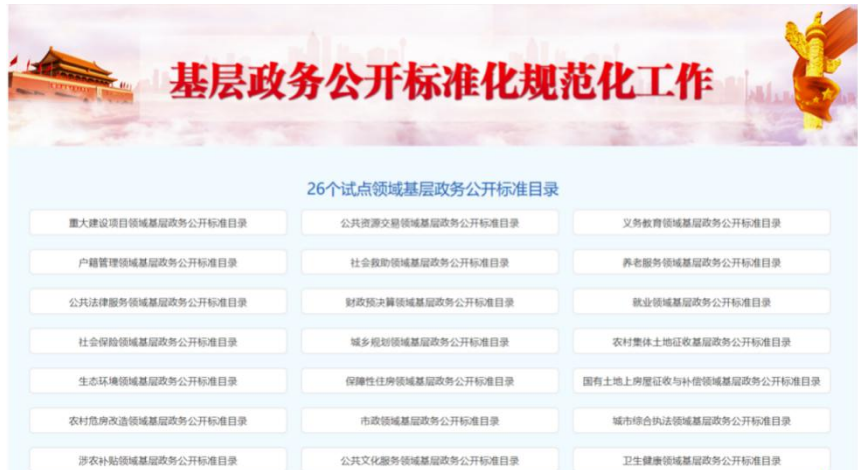 基层政务公开标准化规范化工作
26个试点领域基层政务公开标准目录
重大建设项目领域基层政务公开标准目录
公共资源交易领域基层政务公开标准目录
义务教育领域基层政务公开标准目录
户籍管理领域基层政务公开标准目录
社会救助领域基层政务公开标准目录
养老服务领域基层政务公开标准目录
公共法律服务领域基层政务公开标准目录
财政预决算领域基层政务公开标准目录
就业领域基层政务公开标准目录
社会保险领域基层政务公开标准目录
城乡规划领域基层政务公开标准目录
农村集体土地征收基层政务公开标准目录
生态环境领域基层政务公开标准目录
保障性住房领域基层政务公开标准目录
国有土地上房屋征收与补偿领域基层政务公开标准目录
农村危房改造领域基层政务公开标准目录
市政领域基层政务公开标准目录
城市综合执法领域基层政务公开标准目录
涉农补贴领域基层政务公开标准目录
公共文化服务领域基层政务公开标准目录
卫生健康领域基层政务公开标准目录